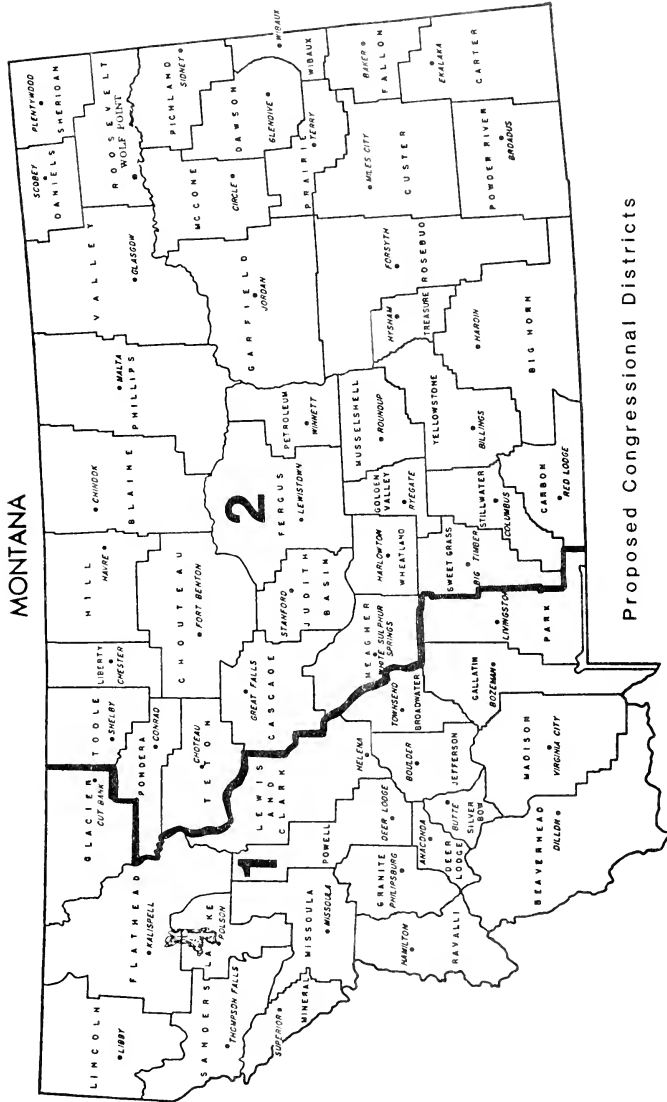 MONTANA
LINCOLN
LIBBY
FLATHEAD
KALISPELL
GLACIER
CUT BANK
TOOLE
SHELBY
LIBERTY
CHESTER
HILL
HAVRE
BLAINE
CHINOOK
PHILLIPS
MALTA
VALLEY
GLASGOW
DANIELS
SCOBEY
SHERIDAN
PLENTYWOOD
ROOSEVELT
WOLF POINT
SANDERS
THOMPSON FALLS
LAKE
POLSON
PONDERA
CONRAD
TETON
CHOTEAU
CHOUTEAU
FORT BENTON
RICHLAND
SIDNEY
MC CONE
CIRCLE
DAWSON
GLENDIVE
GARFIELD
JORDAN
MINERAL
SUPERIOR
MISSOULA
MISSOULA
1
POWELL
DEER LODGE
LEWIS
AND
CLARK
HELENA
CASCADE
GREAT FALLS
JUDITH
BASIN
STANFORD
2
FERGUS
LEWISTOWN
PETROLEUM
WINNETT
PRAIRIE
TERRY
WIBAUX
WIBAUX
RAVALLI
HAMILTON
GRANITE
PHILIPSBURG
DEER
LODGE
ANACONDA
SILVER
BOW
BUTTE
JEFFERSON
BOULDER
BROADWATER
TOWNSEND
MEAGHER
WHITE SULPHUR
SPRINGS
WHEATLAND
HARLOWTON
GOLDEN
VALLEY
RYEGATE
MUSSELSHELL
ROUNDUP
TREASURE
HYSHAM
ROSEBUD
FORSYTH
CUSTER
MILES CITY
FALLON
BAKER
BEAVERHEAD
DILLON
MADISON
VIRGINIA CITY
GALLATIN
BOZEMAN
PARK
LIVINGSTON
SWEET GRASS
BIG TIMBER
STILLWATER
COLUMBUS
CARBON
RED LODGE
YELLOWSTONE
BILLINGS
BIG HORN
HARDIN
POWDER RIVER
BROADUS
CARTER
EKALAKA
Proposed Congressional Districts